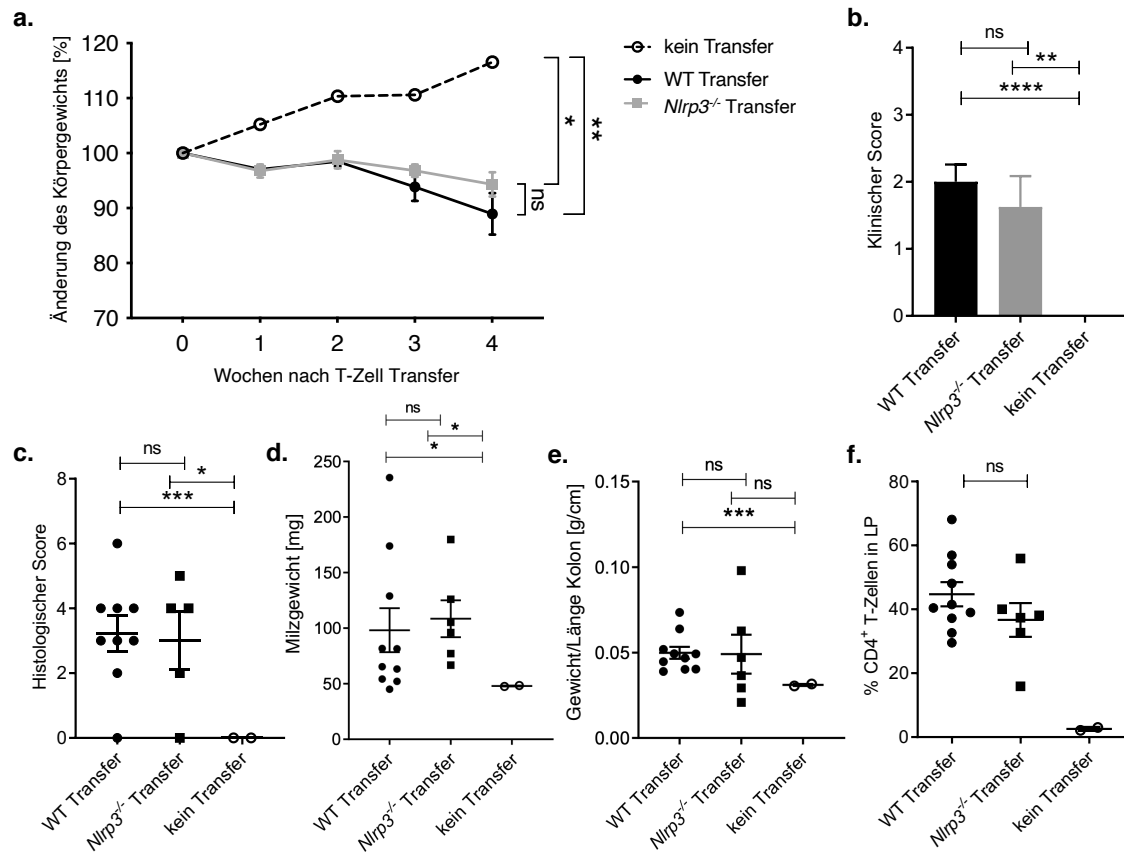 a.
Änderung des Körpergewichts [%]
120
110
100
90
80
70
0 1 2 3 4
Wochen nach T-Zell Transfer
kein Transfer
WT Transfer
Nlrp3-/- Transfer
*
**
ns
b.
Klinischer Score
4
3
2
1
0
ns
**
****
WT Transfer
Nlrp3-/- Transfer
kein Transfer
c.
Histologischer Score
8
6
4
2
0
ns
*
***
WT Transfer
Nlrp3-/- Transfer
kein Transfer
d.
Milzgewicht [mg]
250
200
150
100
50
0
ns
*
*
WT Transfer
Nlrp3-/- Transfer
kein Transfer
e.
Gewicht/Länge Kolon [g/cm]
0.15
0.10
0.05
0.00
ns
ns
***
WT Transfer
Nlrp3-/- Transfer
kein Transfer
f.
% CD4+ T-Zellen in LP
80
60
40
20
0
ns
WT Transfer
Nlrp3-/- Transfer
kein Transfer